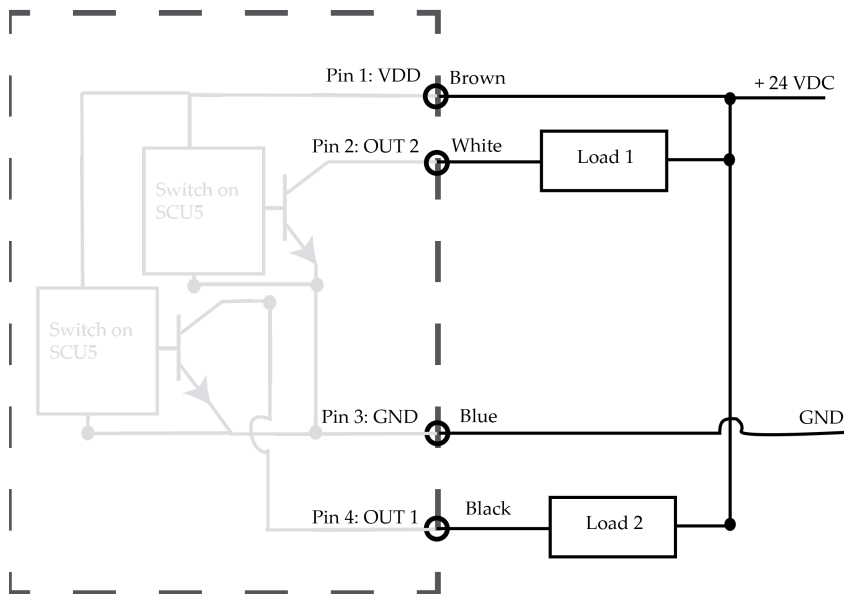 Pin 1: VDD
Brown
+ 24 VDC
Pin 2: OUT 2
White
Load 1
Switch on
SCU5
Switch on
SCU5
Pin 3: GND
Blue
GND
Pin 4: OUT 1
Black
Load 2